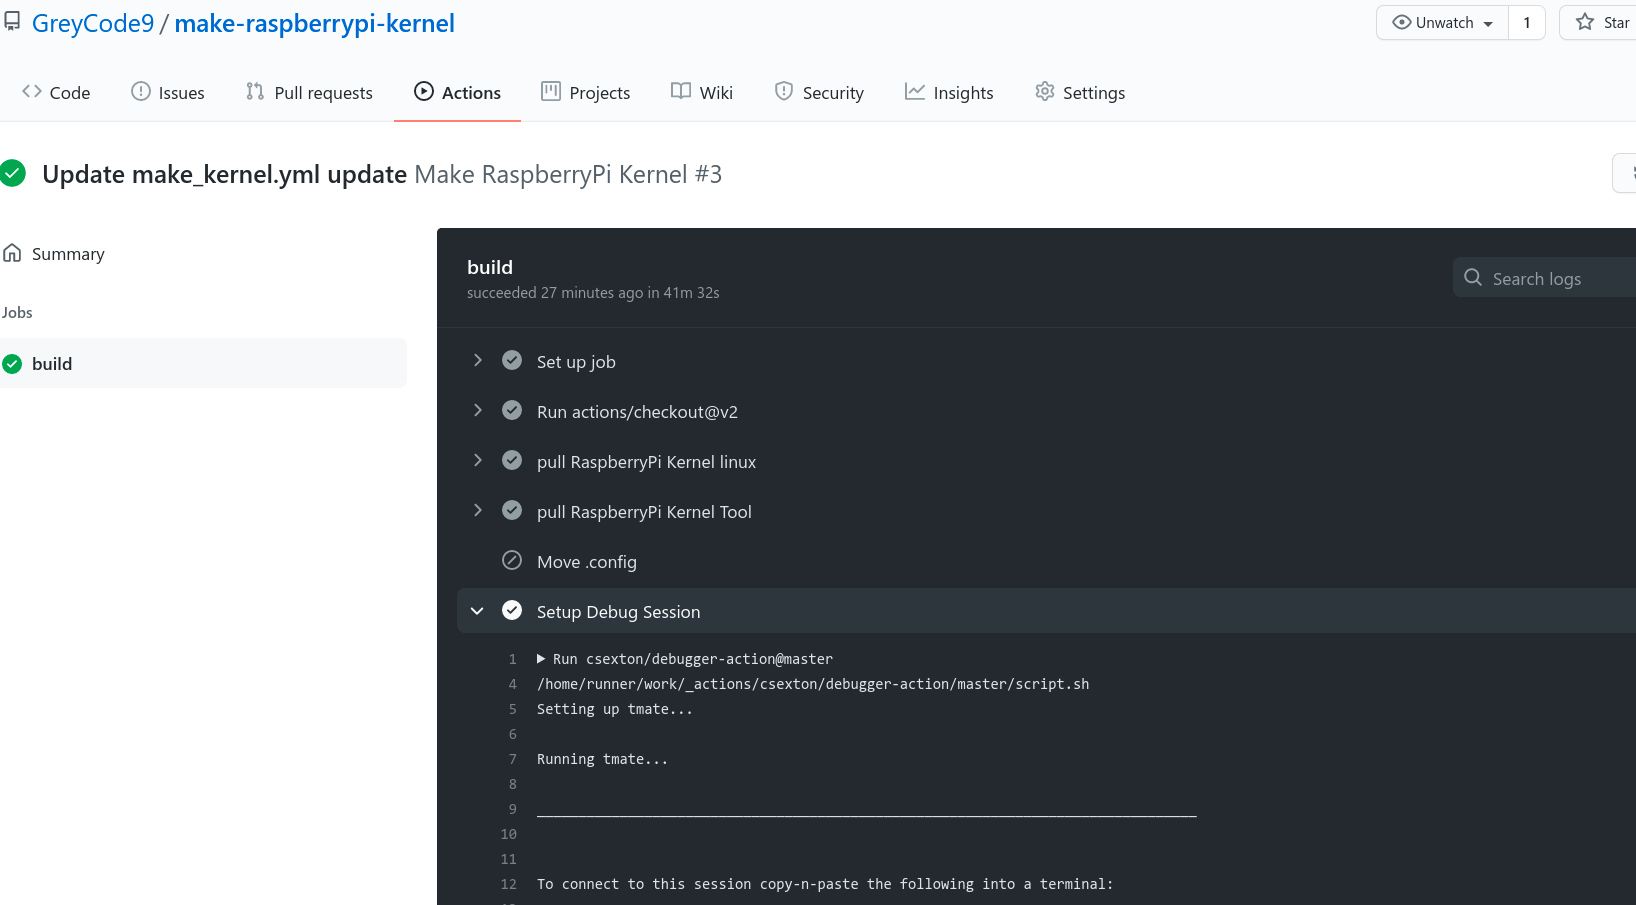 GreyCode9 / make-raspberrypi-kernel
Unwatch 1 Star
Code Issues Pull requests Actions Projects Wiki Security Insights Settings
Update make_kernel.yml update Make RaspberryPi Kernel #3
Summary
Jobs
build
build
succeeded 27 minutes ago in 41m 32s
Search logs
Set up job
Run actions/checkout@v2
pull RaspberryPi Kernel linux
pull RaspberryPi Kernel Tool
Move .config
Setup Debug Session
1 Run csexton/debugger-action@master
4 /home/runner/work/_actions/csexton/debugger-action/master/script.sh
5 Setting up tmate...
6
7 Running tmate...
8
9 ________________________________________________________________________________
10
11
12 To connect to this session copy-n-paste the following into a terminal: